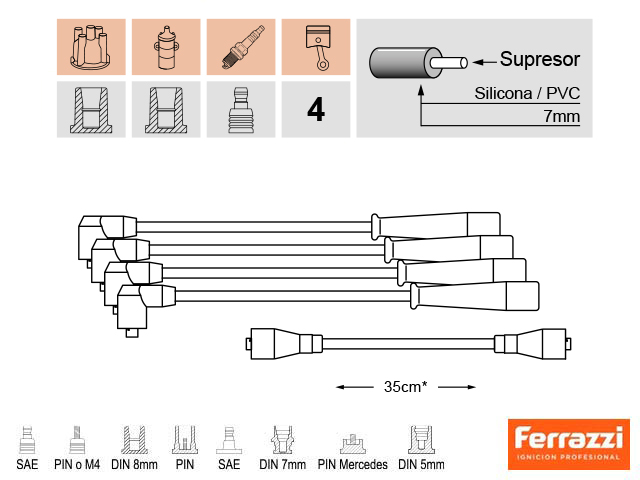 Supresor
4
Silicona / PVC
7mm
35cm*
SAE PIN o M4 DIN 8mm PIN SAE DIN 7mm PIN Mercedes DIN 5mm
Ferrazzi
IGNICION PROFESIONAL